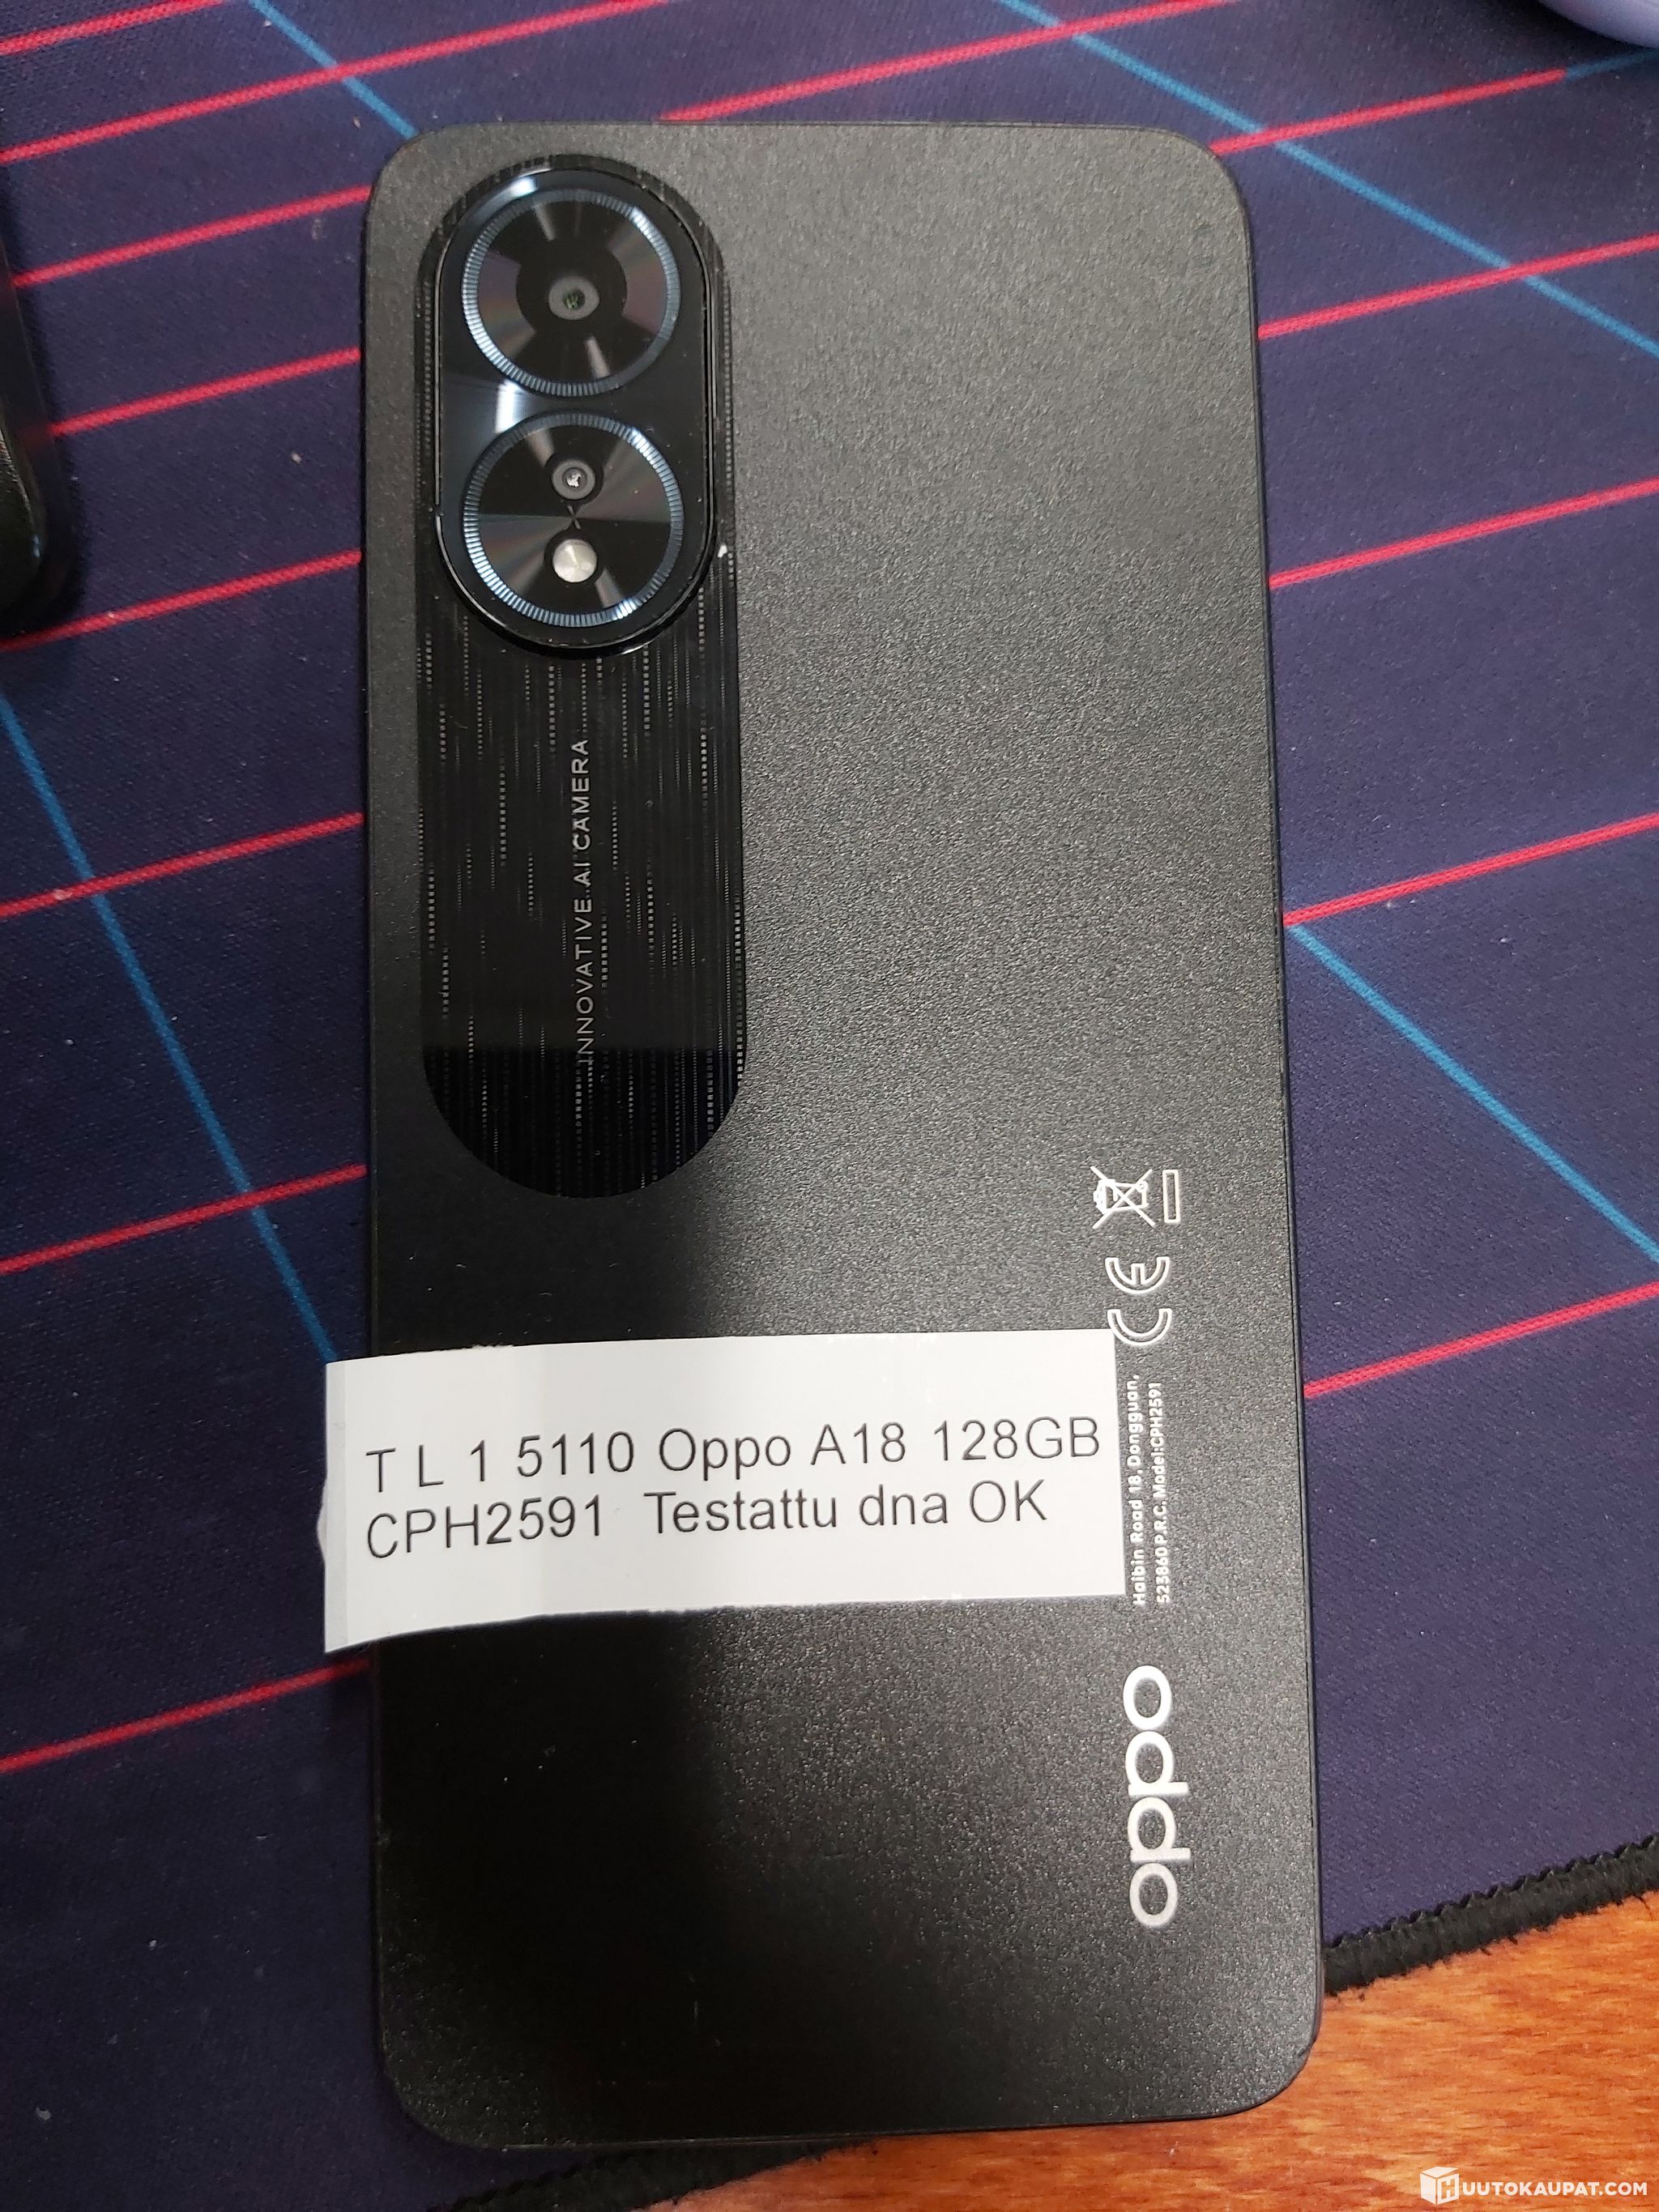 INNOVATIVE AI CAMERA
T L 1 5110 Oppo A18 128GB
CPH2591 Testattu dna OK
CE
Haibin Road 18, Dongguan,
523860 P.R.C. Model:CPH2591
oppo
HUUTOKAUPAT.COM